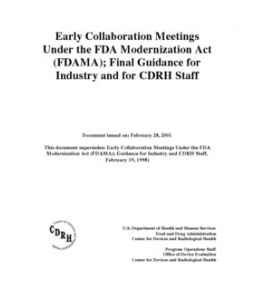 Early Collaboration Meetings
Under the FDA Modernization Act
(FDAMA); Final Guidance for
Industry and for CDRH Staff
Document issued on: February 28, 2001
This document supersedes: Early Collaboration Meetings Under the FDA
Modernization Act (FDAMA); Guidance for Industry and CDRH Staff,
February 19, 1998)
CDRH
U.S. Department of Health and Human Services
Food and Drug Administration
Center for Devices and Radiological Health
Program Operations Staff
Office of Device Evaluation
Center for Devices and Radiological Health